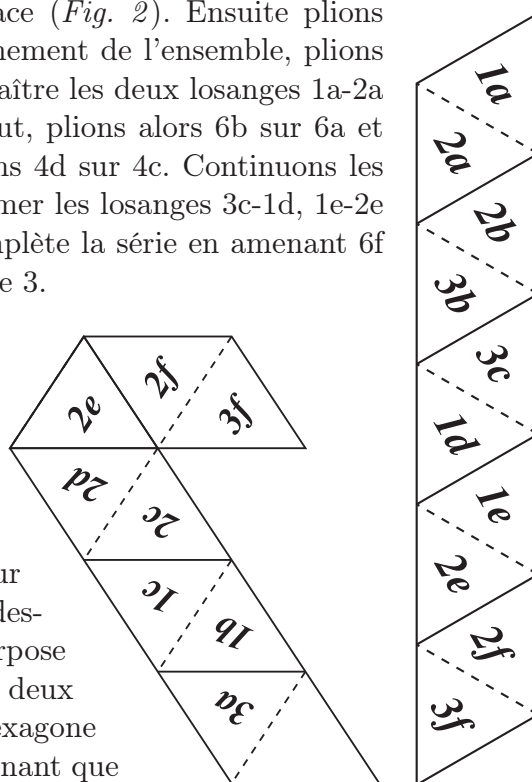 ace (Fig. 2). Ensuite plions
nement de l'ensemble, plions
aître les deux losanges 1a-2a
ut, plions alors 6b sur 6a et
ns 4d sur 4c. Continuons les
mer les losanges 3c-1d, 1e-2e
nplète la série en amenant 6f
e 3.
2e
2f
3f
2d
2c
1c
1b
3a
ur
des-
rpose
deux
exagone
nant que
1a
2a
2b
3b
3c
1d
1e
2e
2f
3f